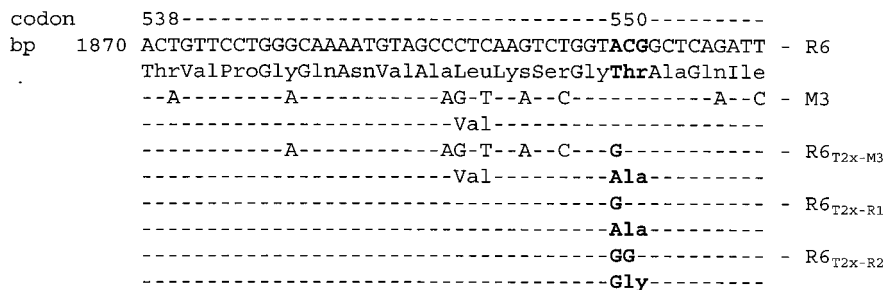 codon 538---------------------------------550---------
bp 1870 ACTGTTCCTGGGCAAAATGTAGCCCTCAAGTCTGGTACGGCTCAGATT - R6
ThrValProGlyGlnAsnValAlaLeuLysSerGlyThrAlaGlnIle
--A--------A-----------AG-T--A--C-----------A--C - M3
------------------------Val---------------------
-----------A-----------AG-T--A--C---G----------- - R6T2x-M3
------------------------Val---------Ala---------
------------------------------------G----------- - R6T2x-R1
------------------------------------Ala---------
------------------------------------GG---------- - R6T2x-R2
------------------------------------Gly---------